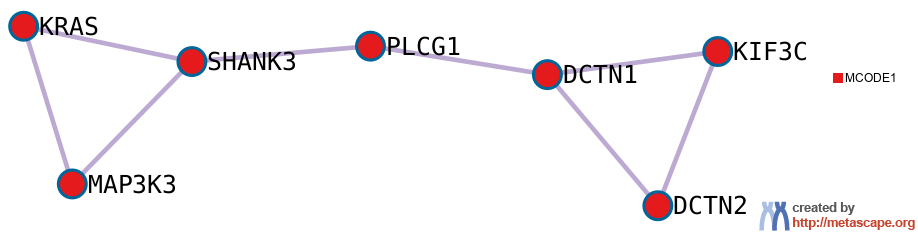 KRAS
SHANK3
PLCG1
DCTN1
KIF3C
MCODE1
MAP3K3
DCTN2
created by
http://metascape.org